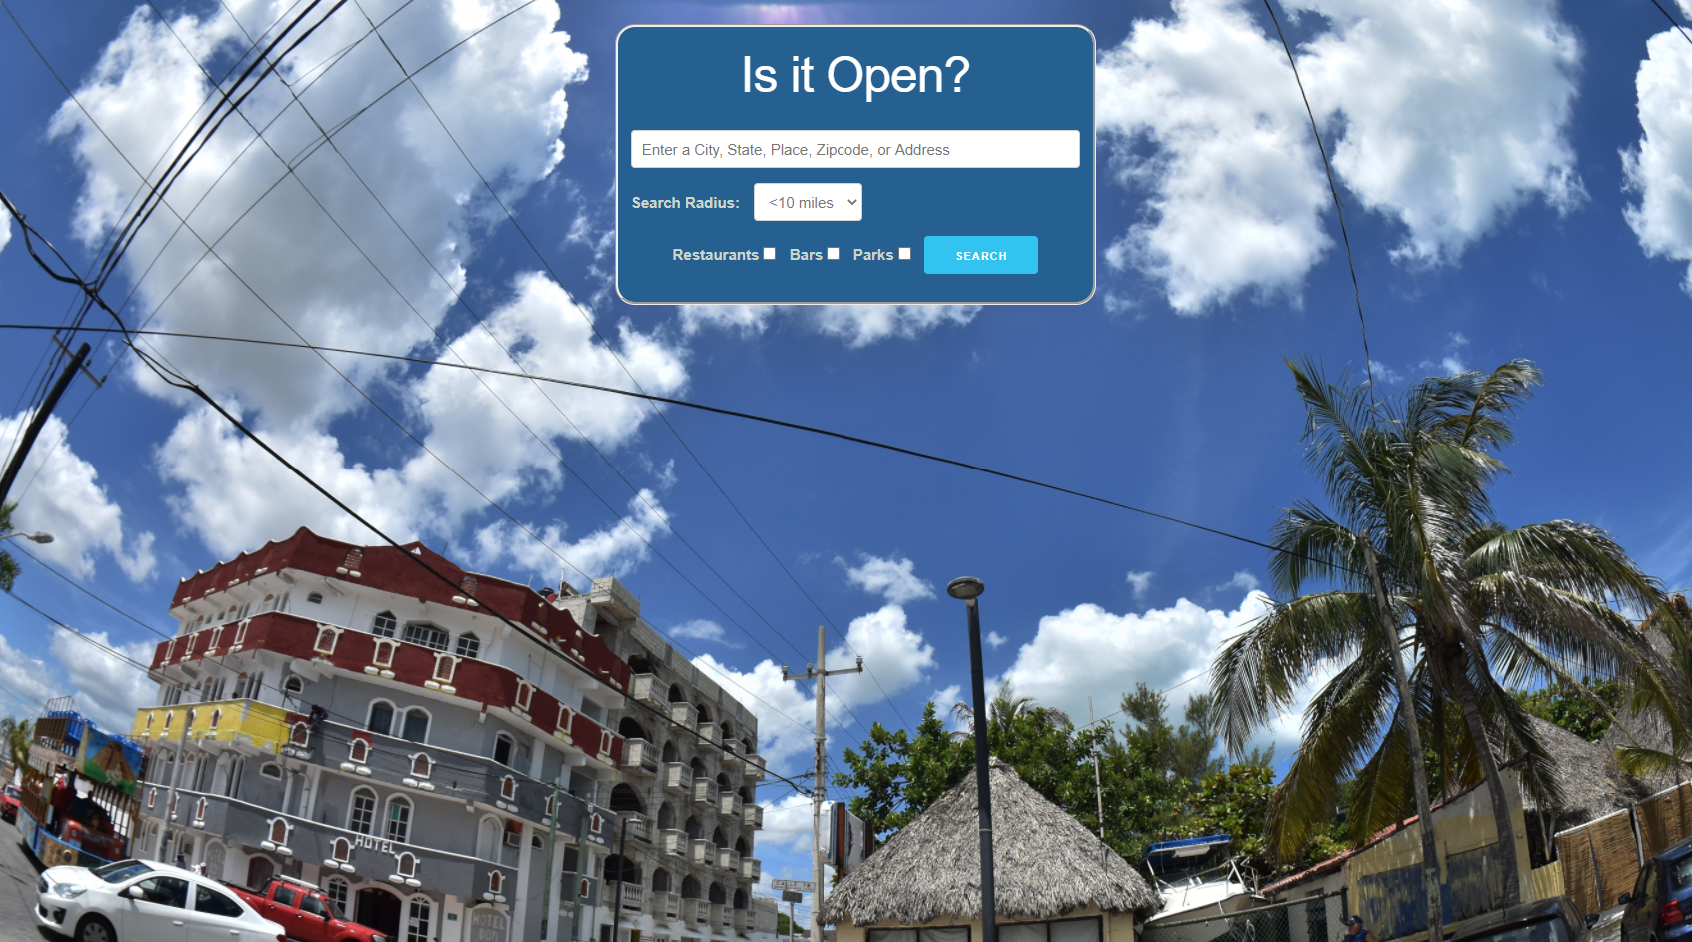 Is it Open?
Enter a City, State, Place, Zipcode, or Address
Search Radius: <10 miles
Restaurants Bars Parks SEARCH
HOTEL
HOTEL